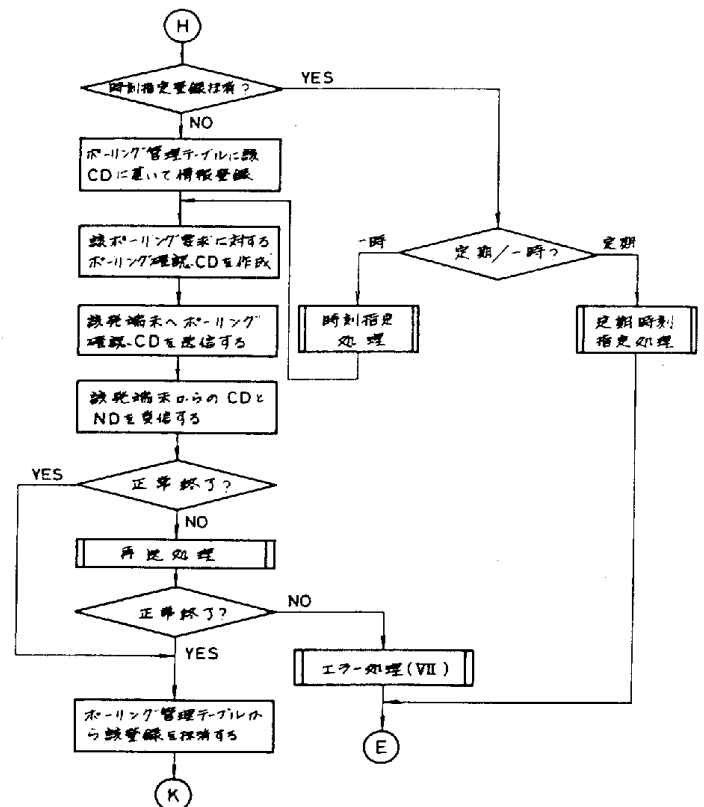 H
時刻指定登録抹消?
YES
NO
ポーリング管理テーブルに該
CDに基いて情報登録
該ポーリング要求に対する
ポーリング確認CDを作成
一時
定期/一時?
定期
該発端末へポーリング
確認CDを送信する
時刻指定
処理
定期時刻
指定処理
該発端末からのCDと
NDを受信する
YES
正常終了?
NO
再送処理
正常終了?
NO
YES
エラー処理(VII)
ポーリング管理テーブルか
ら該登録を抹消する
E
K